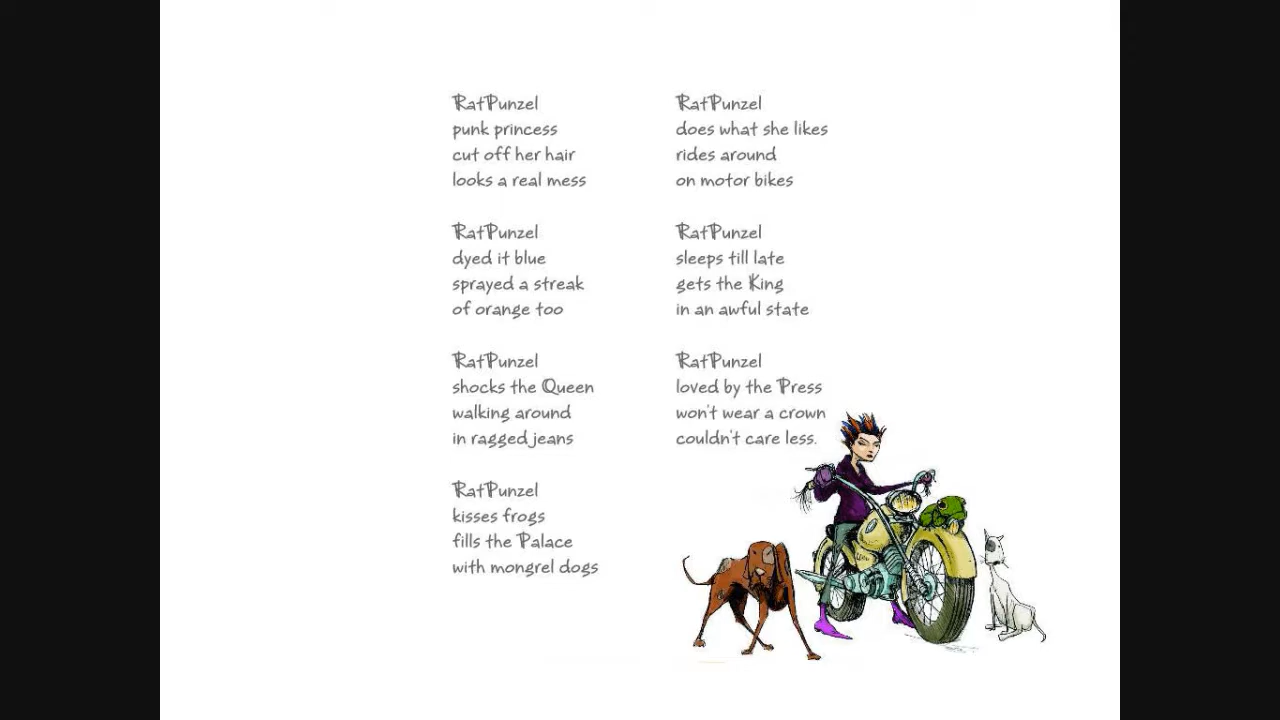 RatPunzel
punk princess
cut off her hair
looks a real mess
RatPunzel
dyed it blue
sprayed a streak
of orange too
RatPunzel
shocks the Queen
walking around
in ragged jeans
RatPunzel
kisses frogs
fills the Palace
with mongrel dogs
RatPunzel
does what she likes
rides around
on motor bikes
RatPunzel
sleeps till late
gets the King
in an awful state
RatPunzel
loved by the Press
won't wear a crown
couldn't care less.